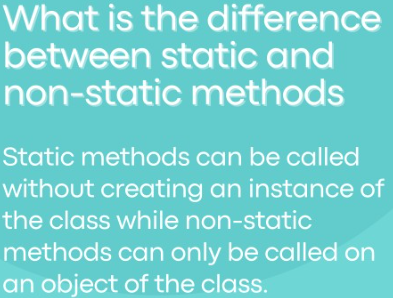 What is the difference
between static and
non-static methods
Static methods can be called
without creating an instance of
the class while non-static
methods can only be called on
an object of the class.